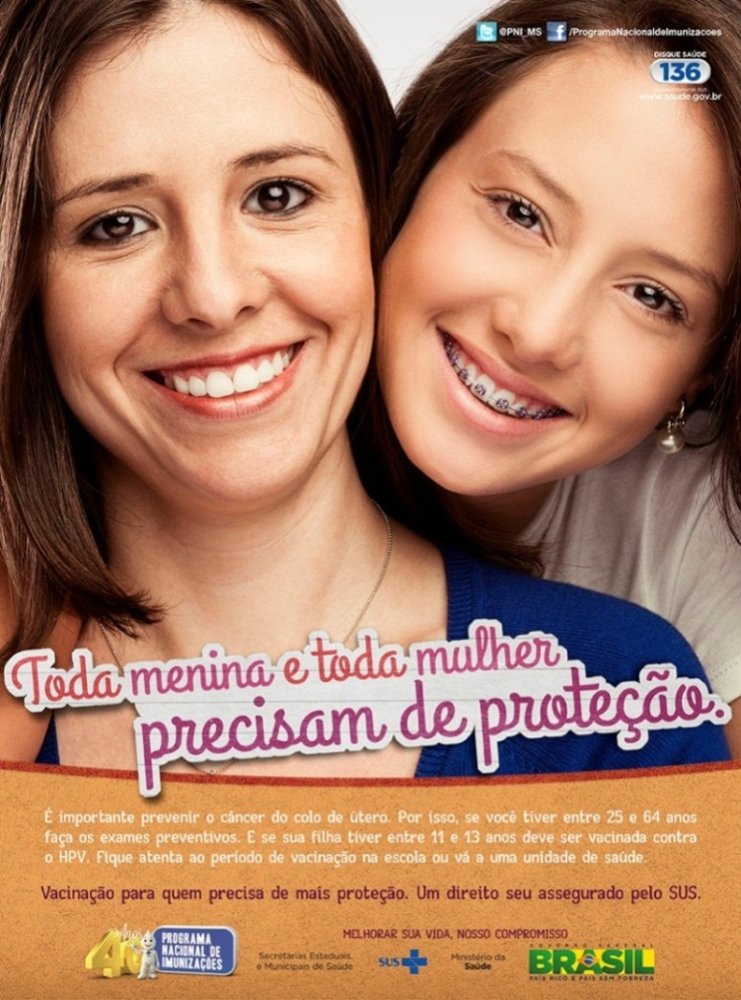 @PNI_MS /ProgramaNacionaldeImunizacoes
DISQUE SAÚDE
136
www.saude.gov.br
Toda menina e toda mulher
precisam de proteção.
É importante prevenir o câncer do colo de útero. Por isso, se você tiver entre 25 e 64 anos
faça os exames preventivos. E se sua filha tiver entre 11 e 13 anos deve ser vacinada contra
o HPV. Fique atenta ao período de vacinação na escola ou vá a uma unidade de saúde.
Vacinação para quem precisa de mais proteção. Um direito seu assegurado pelo SUS.
MELHORAR SUA VIDA, NOSSO COMPROMISSO
40 anos
PROGRAMA
NACIONAL DE
IMUNIZAÇÕES
Secretarias Estaduais
e Municipais de Saúde
SUS
Ministério da
Saúde
GOVERNO FEDERAL
BRASIL
PAÍS RICO É PAÍS SEM POBREZA